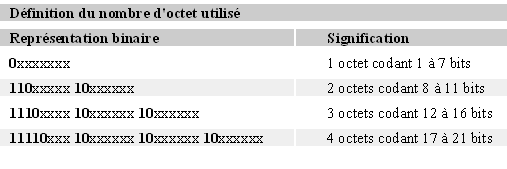 Définition du nombre d'octet utilisé
Représentation binaire Signification
0xxxxxxx 1 octet codant 1 à 7 bits
110xxxxx 10xxxxxx 2 octets codant 8 à 11 bits
1110xxxx 10xxxxxx 10xxxxxx 3 octets codant 12 à 16 bits
11110xxx 10xxxxxx 10xxxxxx 10xxxxxx 4 octets codant 17 à 21 bits